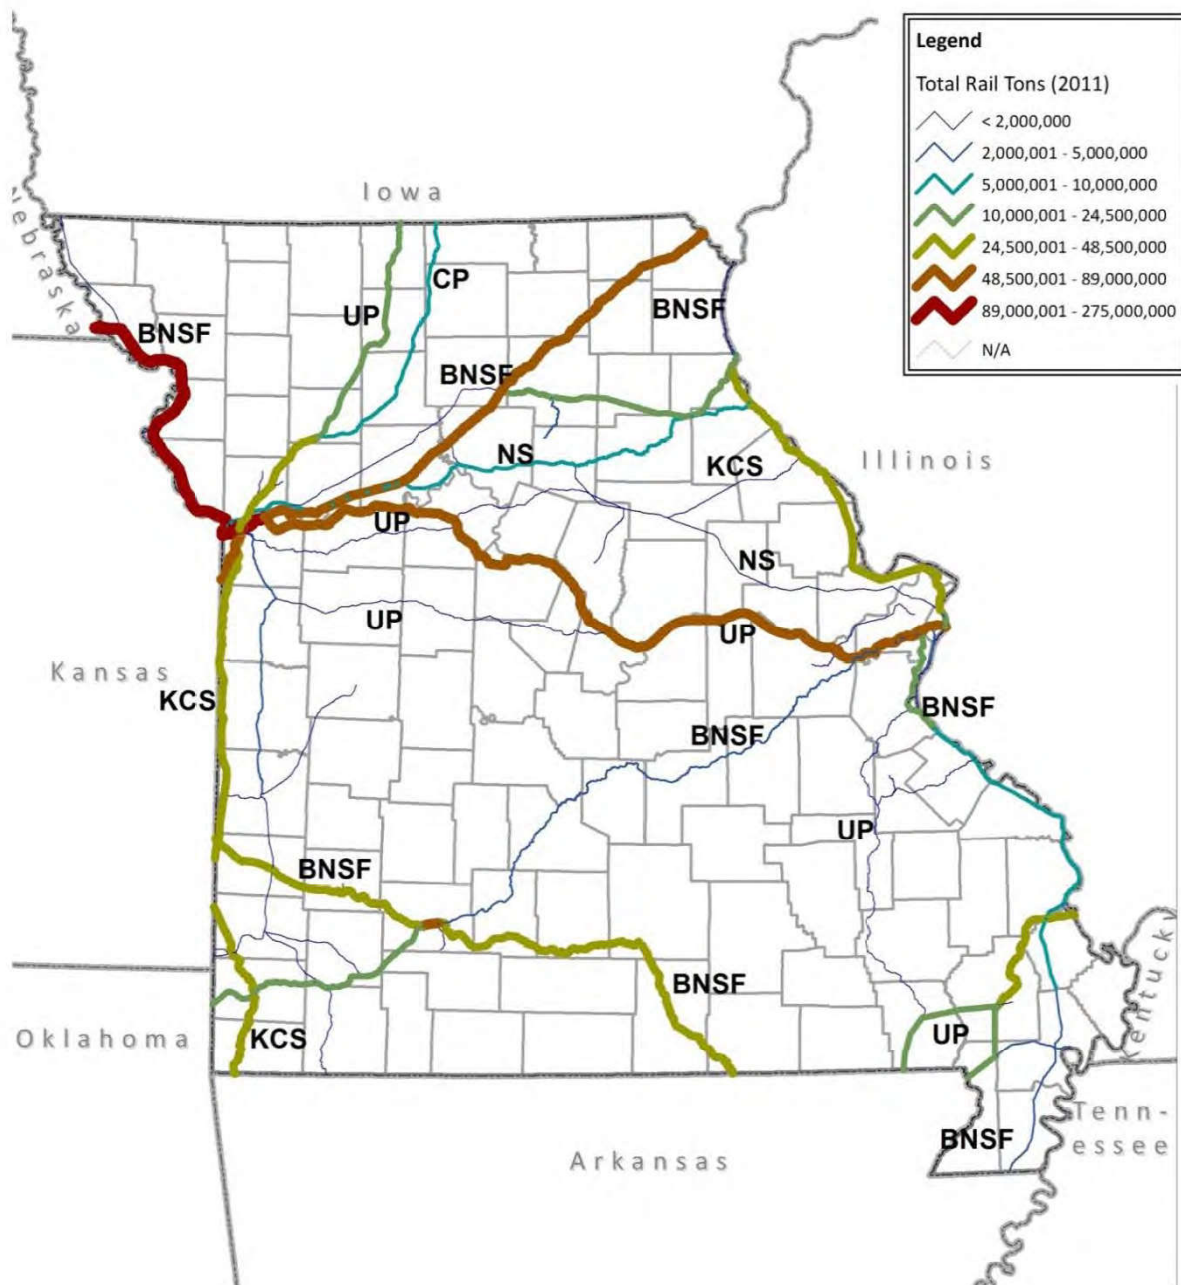 Legend
Total Rail Tons (2011)
< 2,000,000
2,000,001 - 5,000,000
5,000,001 - 10,000,000
10,000,001 - 24,500,000
24,500,001 - 48,500,000
48,500,001 - 89,000,000
89,000,001 - 275,000,000
N/A
Iowa
Nebraska
CP
UP
BNSF
BNSF
BNSF
NS
KCS
Illinois
UP
NS
UP
UP
Kansas
KCS
BNSF
BNSF
UP
BNSF
BNSF
Kentucky
UP
Oklahoma
KCS
Tenn-
essee
BNSF
Arkansas